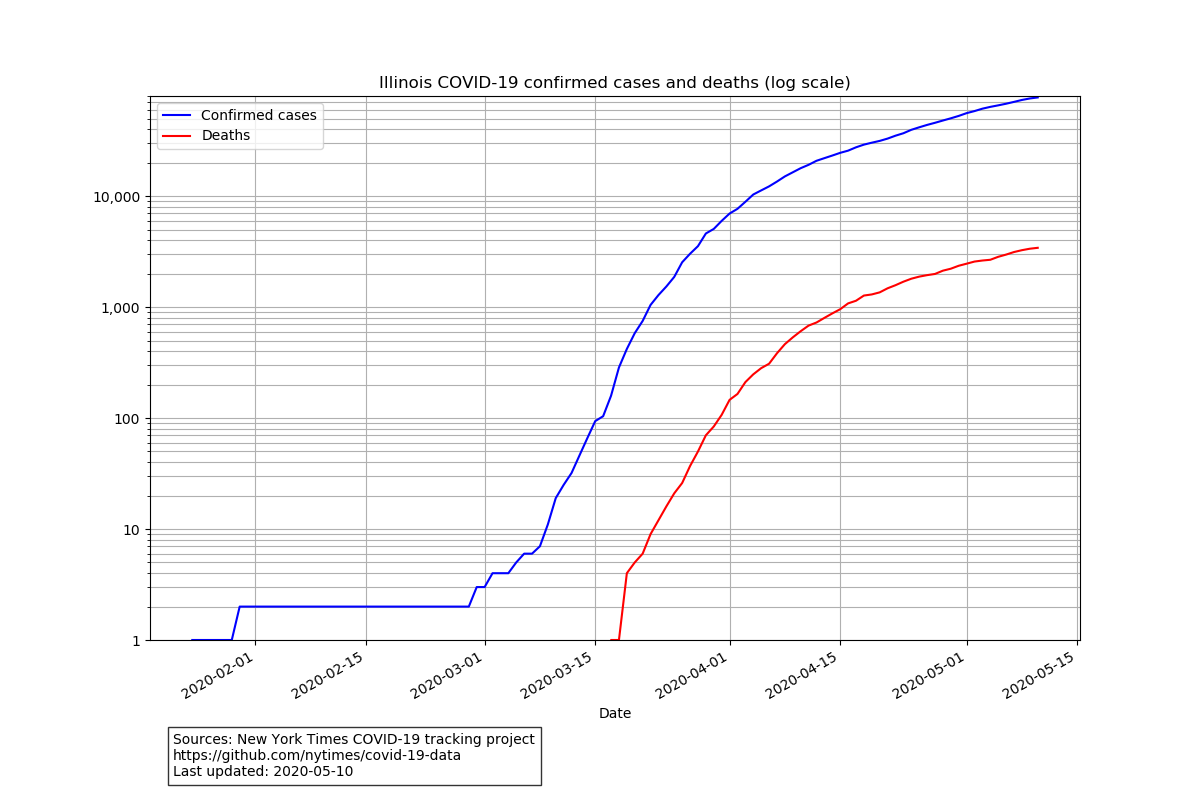 Illinois COVID-19 confirmed cases and deaths (log scale)
Confirmed cases
Deaths
10,000
1,000
100
10
1
2020-02-01
2020-02-15
2020-03-01
2020-03-15
2020-04-01
2020-04-15
2020-05-01
2020-05-15
Date
Sources: New York Times COVID-19 tracking project
https://github.com/nytimes/covid-19-data
Last updated: 2020-05-10